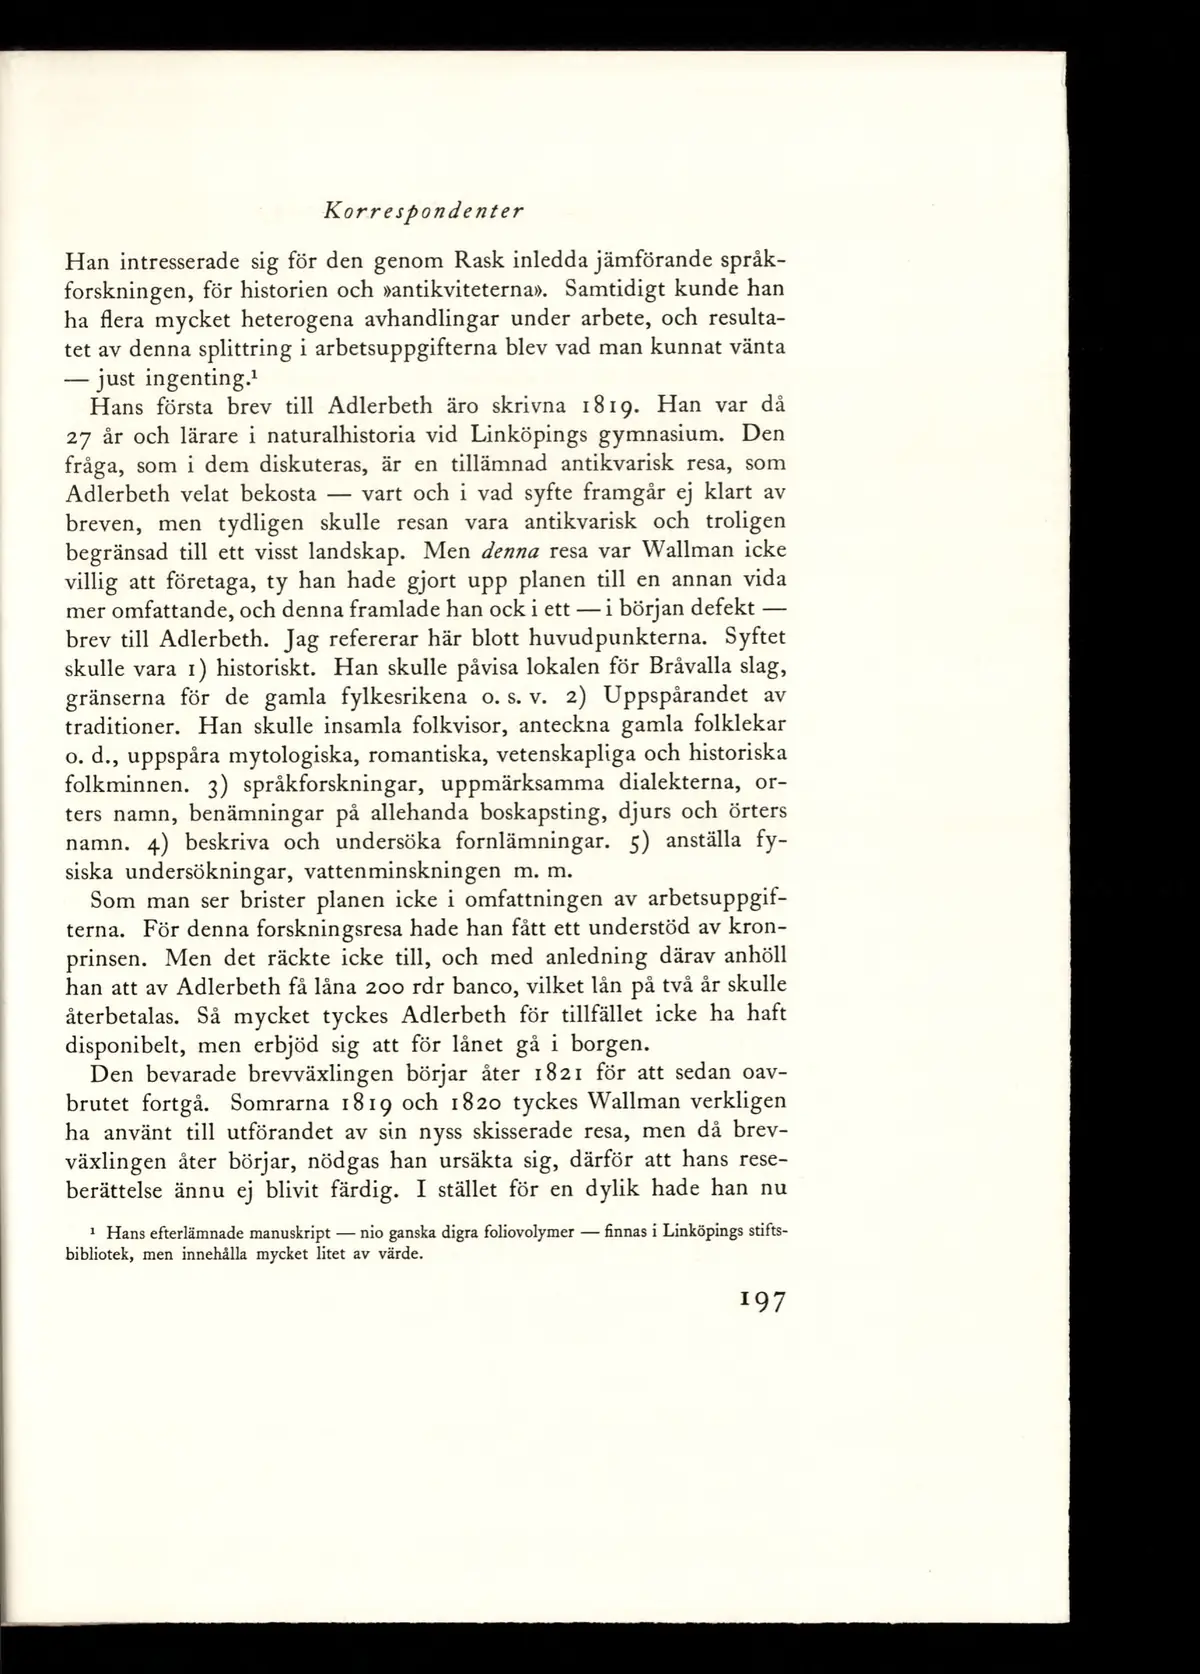 Korrespondenter
Han intresserade sig för den genom Rask inledda jämförande språk-
forskningen, för historien och »antikviteterna». Samtidigt kunde han
ha flera mycket heterogena avhandlingar under arbete, och resulta-
tet av denna splittring i arbetsuppgifterna blev vad man kunnat vänta
— just ingenting.¹
Hans första brev till Adlerbeth äro skrivna 1819. Han var då
27 år och lärare i naturalhistoria vid Linköpings gymnasium. Den
fråga, som i dem diskuteras, är en tillämnad antikvarisk resa, som
Adlerbeth velat bekosta — vart och i vad syfte framgår ej klart av
breven, men tydligen skulle resan vara antikvarisk och troligen
begränsad till ett visst landskap. Men denna resa var Wallman icke
villig att företaga, ty han hade gjort upp planen till en annan vida
mer omfattande, och denna framlade han ock i ett — i början defekt —
brev till Adlerbeth. Jag refererar här blott huvudpunkterna. Syftet
skulle vara 1) historiskt. Han skulle påvisa lokalen för Bråvalla slag,
gränserna för de gamla fylkesrikena o. s. v. 2) Uppspårandet av
traditioner. Han skulle insamla folkvisor, anteckna gamla folklekar
o. d., uppspåra mytologiska, romantiska, vetenskapliga och historiska
folkminnen. 3) språkforskningar, uppmärksamma dialekterna, or-
ters namn, benämningar på allehanda boskapsting, djurs och örters
namn. 4) beskriva och undersöka fornlämningar. 5) anställa fy-
siska undersökningar, vattenminskningen m. m.
Som man ser brister planen icke i omfattningen av arbetsuppgif-
terna. För denna forskningsresa hade han fått ett understöd av kron-
prinsen. Men det räckte icke till, och med anledning därav anhöll
han att av Adlerbeth få låna 200 rdr banco, vilket lån på två år skulle
återbetalas. Så mycket tyckes Adlerbeth för tillfället icke ha haft
disponibelt, men erbjöd sig att för lånet gå i borgen.
Den bevarade brevväxlingen börjar åter 1821 för att sedan oav-
brutet fortgå. Somrarna 1819 och 1820 tyckes Wallman verkligen
ha använt till utförandet av sin nyss skisserade resa, men då brev-
växlingen åter börjar, nödgas han ursäkta sig, därför att hans rese-
berättelse ännu ej blivit färdig. I stället för en dylik hade han nu
¹ Hans efterlämnade manuskript — nio ganska digra foliovolymer — finnas i Linköpings stifts-
bibliotek, men innehålla mycket litet av värde.
197